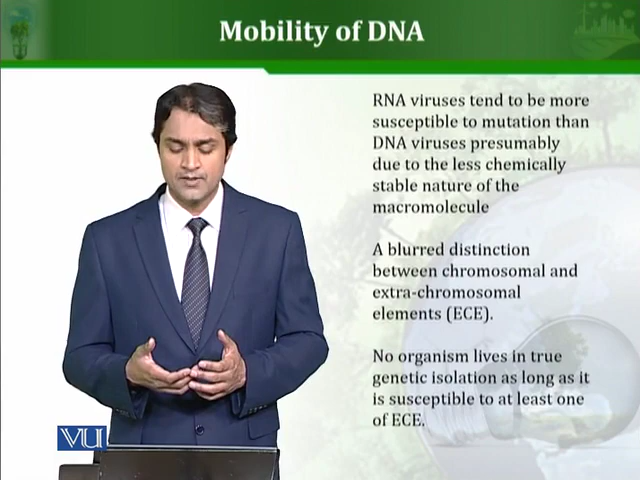 Mobility of DNA
RNA viruses tend to be more
susceptible to mutation than
DNA viruses presumably
due to the less chemically
stable nature of the
macromolecule
A blurred distinction
between chromosomal and
extra-chromosomal
elements (ECE).
No organism lives in true
genetic isolation as long as it
is susceptible to at least one
of ECE.
VU